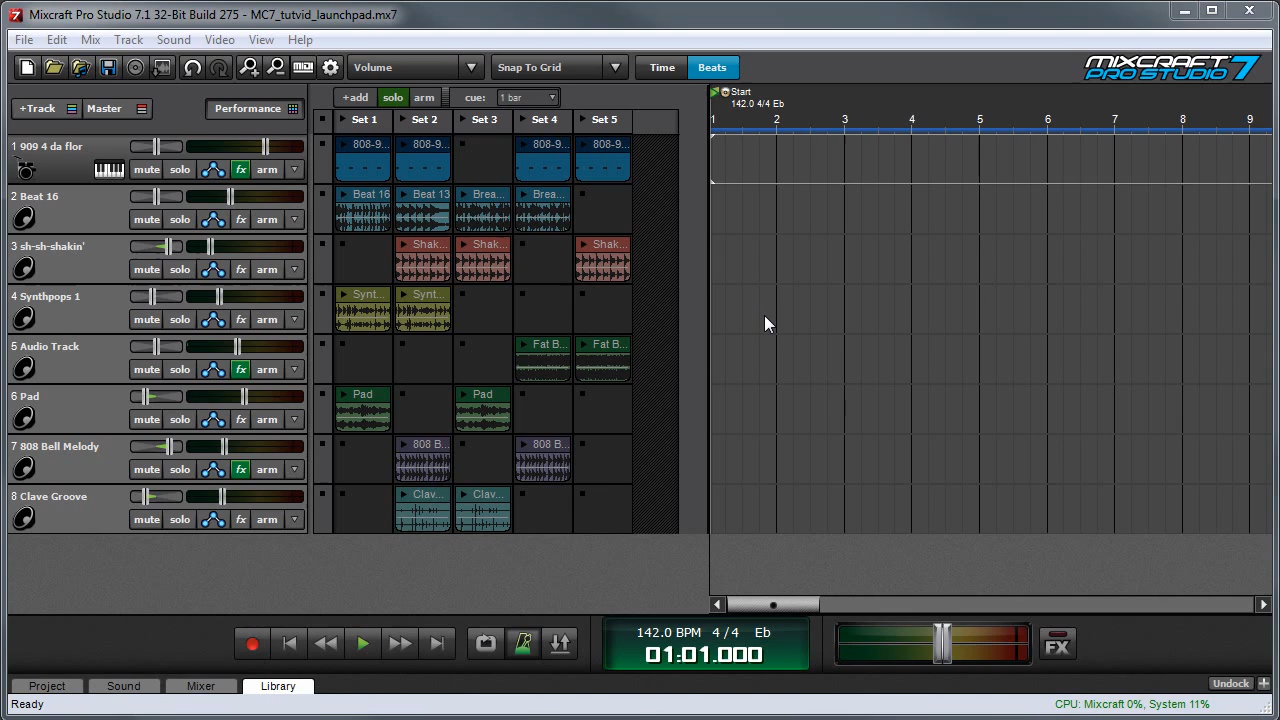 Mixcraft Pro Studio 7.1 32-Bit Build 275 - MC7_tutvid_launchpad.mx7
File Edit Mix Track Sound Video View Help
Volume Snap To Grid Time Beats
MIXCRAFT PRO STUDIO 7
+Track Master Performance
+add solo arm cue: 1 bar
Start
142.0 4/4 Eb
Set 1 Set 2 Set 3 Set 4 Set 5
1 2 3 4 5 6 7 8 9
1 909 4 da flor
808-9... 808-9... 808-9... 808-9...
mute solo fx arm
2 Beat 16
Beat 16 Beat 13 Brea... Brea...
mute solo fx arm
3 sh-sh-shakin'
Shak... Shak... Shak...
mute solo fx arm
4 Synthpops 1
Synt... Synt...
mute solo fx arm
5 Audio Track
Fat B... Fat B...
mute solo fx arm
6 Pad
Pad Pad
mute solo fx arm
7 808 Bell Melody
808 B... 808 B...
mute solo fx arm
8 Clave Groove
Clav... Clav...
mute solo fx arm
142.0 BPM 4 / 4 Eb
01:01.000
FX
Project Sound Mixer Library
Undock
Ready
CPU: Mixcraft 0%, System 11%